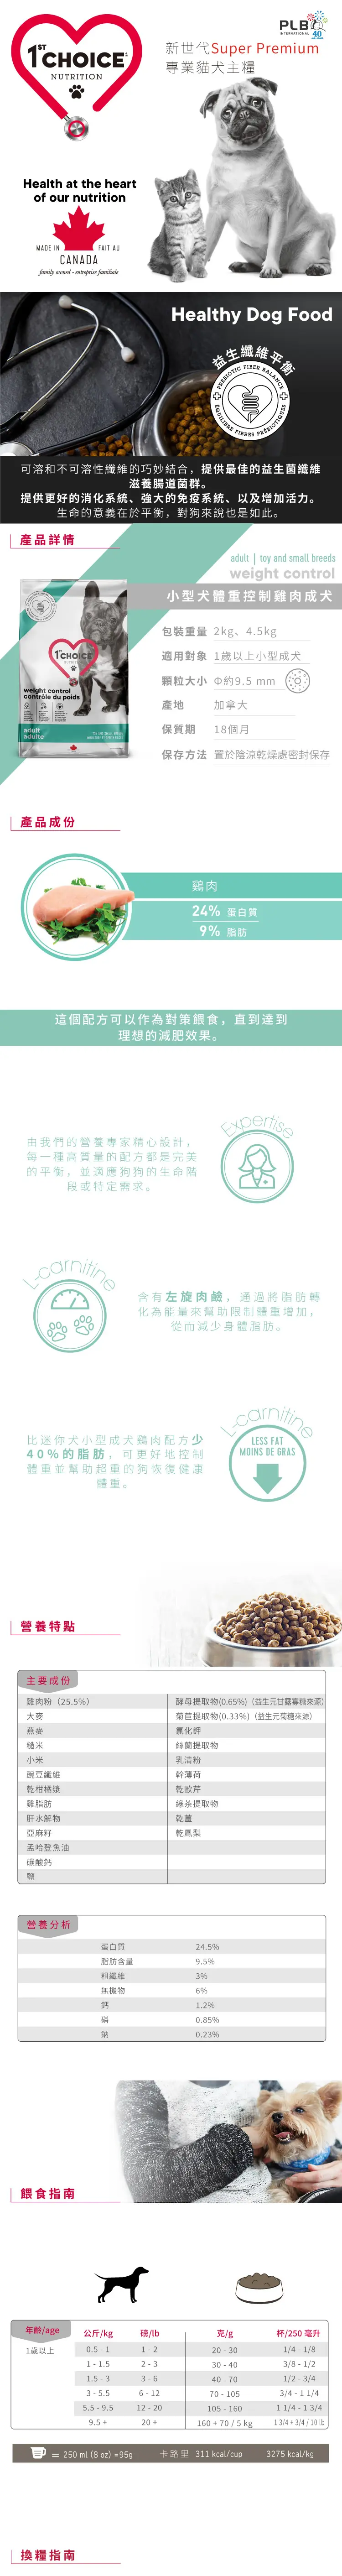 1ST CHOICE
NUTRITION
PLB
INTERNATIONAL 40
新世代Super Premium
專業貓犬主糧
Health at the heart
of our nutrition
MADE IN FAIT AU
CANADA
family owned • entreprise familiale
Healthy Dog Food
益生纖維平衡
PREBIOTIC FIBER BALANCE
ÉQUILIBRE FIBRES PRÉBIOTIQUES
可溶和不可溶性纖維的巧妙結合，提供最佳的益生菌纖維
滋養腸道菌群。
提供更好的消化系統、強大的免疫系統、以及增加活力。
生命的意義在於平衡，對狗來說也是如此。
產品詳情
adult | toy and small breeds
weight control
小型犬體重控制雞肉成犬
1ST CHOICE
weight control
contrôle du poids
adult
adulte
包裝重量 2kg、4.5kg
適用對象 1歲以上小型成犬
顆粒大小 Φ約9.5 mm
產地 加拿大
保質期 18個月
保存方法 置於陰涼乾燥處密封保存
產品成份
鷄肉
24% 蛋白質
9% 脂肪
這個配方可以作為對策餵食，直到達到
理想的減肥效果。
Expertise
由我們的營養專家精心設計，
每一種高質量的配方都是完美
的平衡，並適應狗狗的生命階
段或特定需求。
L-carnitine
含有左旋肉鹼，通過將脂肪轉
化為能量來幫助限制體重增加，
從而減少身體脂肪。
L-carnitine
LESS FAT
MOINS DE GRAS
比迷你犬小型成犬鷄肉配方少
40%的脂肪，可更好地控制
體重並幫助超重的狗恢復健康
體重。
營養特點
主要成份
雞肉粉（25.5%） 酵母提取物(0.65%)（益生元甘露寡糖來源）
大麥 菊苣提取物(0.33%)（益生元菊糖來源）
燕麥 氯化鉀
糙米 絲蘭提取物
小米 乳清粉
豌豆纖維 幹薄荷
乾柑橘漿 乾歐芹
雞脂肪 綠茶提取物
肝水解物 乾薑
亞麻籽 乾鳳梨
孟哈登魚油
碳酸鈣
鹽
營養分析
蛋白質 24.5%
脂肪含量 9.5%
粗纖維 3%
無機物 6%
鈣 1.2%
磷 0.85%
鈉 0.23%
餵食指南
年齡/age 公斤/kg 磅/lb 克/g 杯/250 毫升
1歲以上 0.5 - 1 1 - 2 20 - 30 1/4 - 1/8
1 - 1.5 2 - 3 30 - 40 3/8 - 1/2
1.5 - 3 3 - 6 40 - 70 1/2 - 3/4
3 - 5.5 6 - 12 70 - 105 3/4 - 1 1/4
5.5 - 9.5 12 - 20 105 - 160 1 1/4 - 1 3/4
9.5 + 20 + 160 + 70 / 5 kg 1 3/4 + 3/4 / 10 lb
= 250 ml (8 oz) =95g 卡路里 311 kcal/cup 3275 kcal/kg
換糧指南